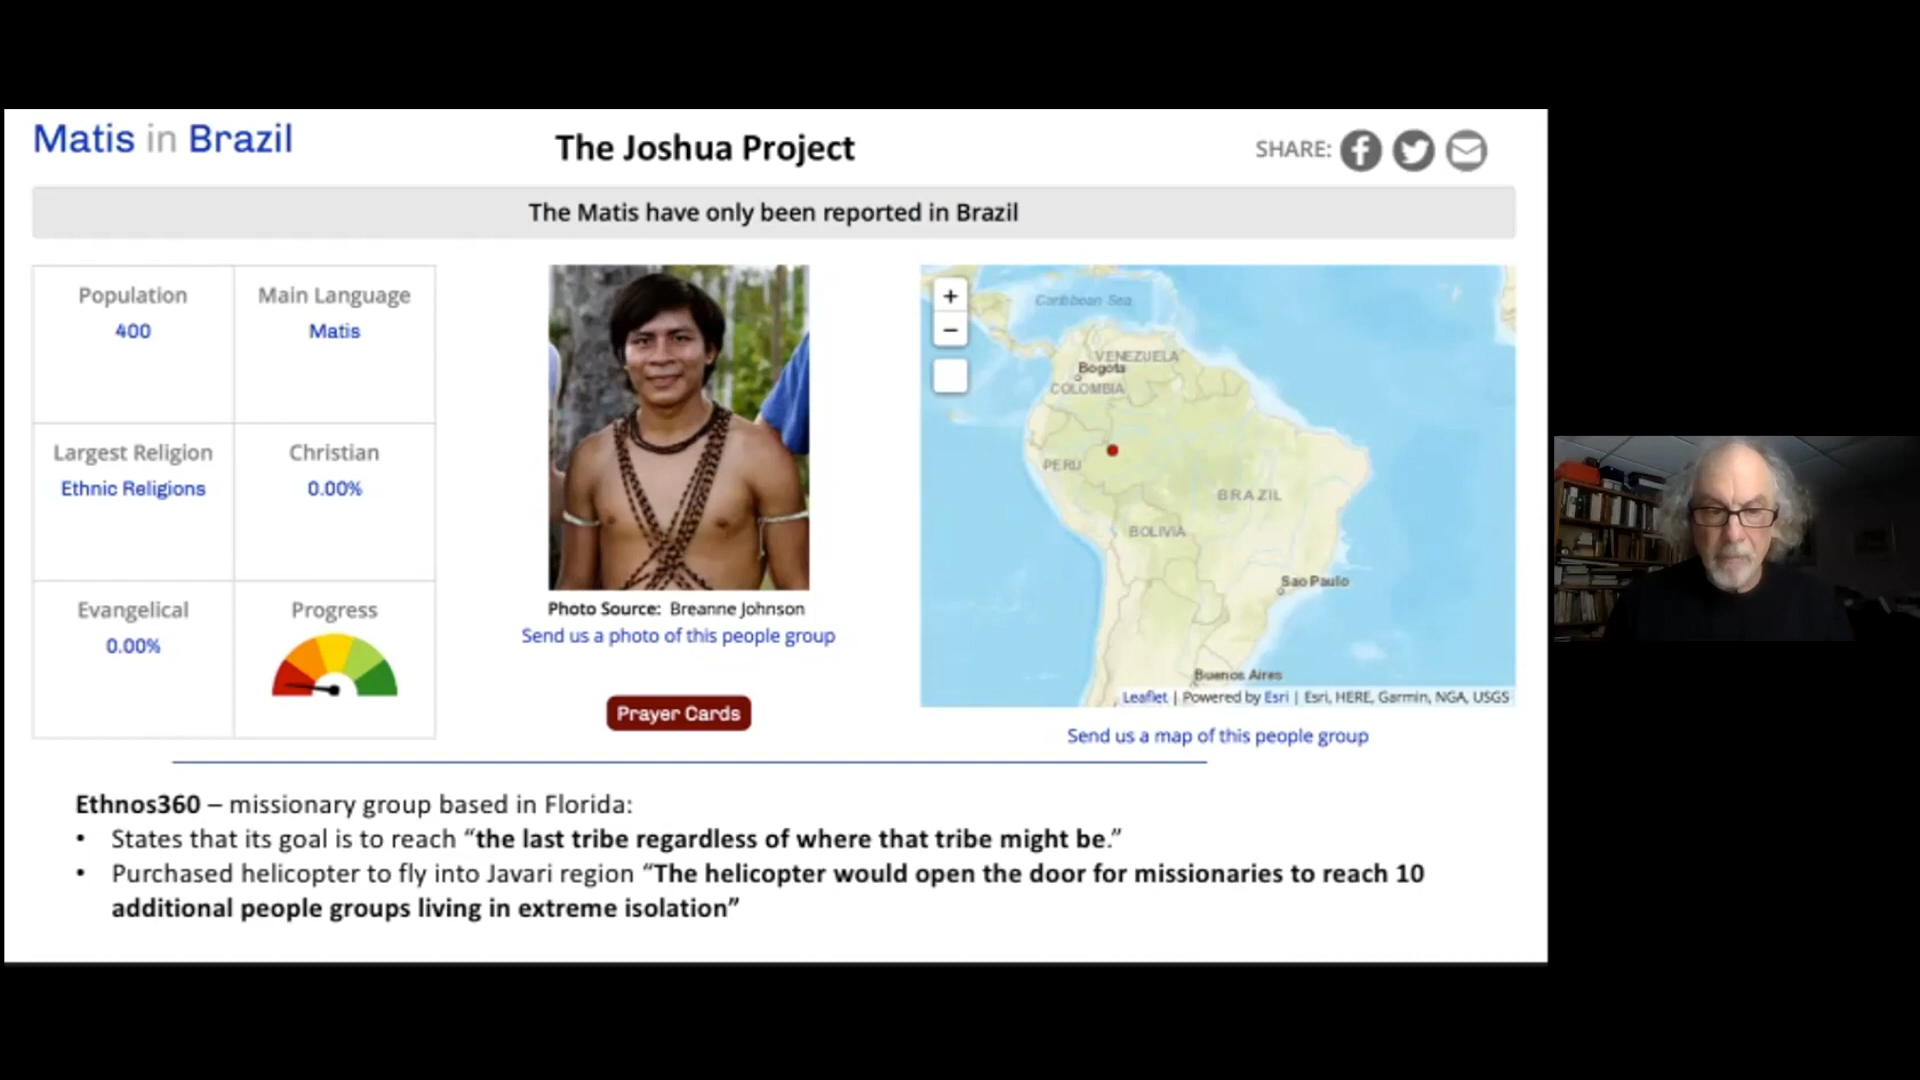 Matis in Brazil
The Joshua Project
SHARE:
The Matis have only been reported in Brazil
Population
400
Main Language
Matis
Largest Religion
Ethnic Religions
Christian
0.00%
Evangelical
0.00%
Progress
Photo Source: Breanne Johnson
Send us a photo of this people group
Prayer Cards
+
−
Caribbean Sea
VENEZUELA
Bogota
COLOMBIA
PERU
BRAZIL
BOLIVIA
Sao Paulo
Buenos Aires
Leaflet | Powered by Esri | Esri, HERE, Garmin, NGA, USGS
Send us a map of this people group
Ethnos360 – missionary group based in Florida:
• States that its goal is to reach “the last tribe regardless of where that tribe might be.”
• Purchased helicopter to fly into Javari region “The helicopter would open the door for missionaries to reach 10
additional people groups living in extreme isolation”